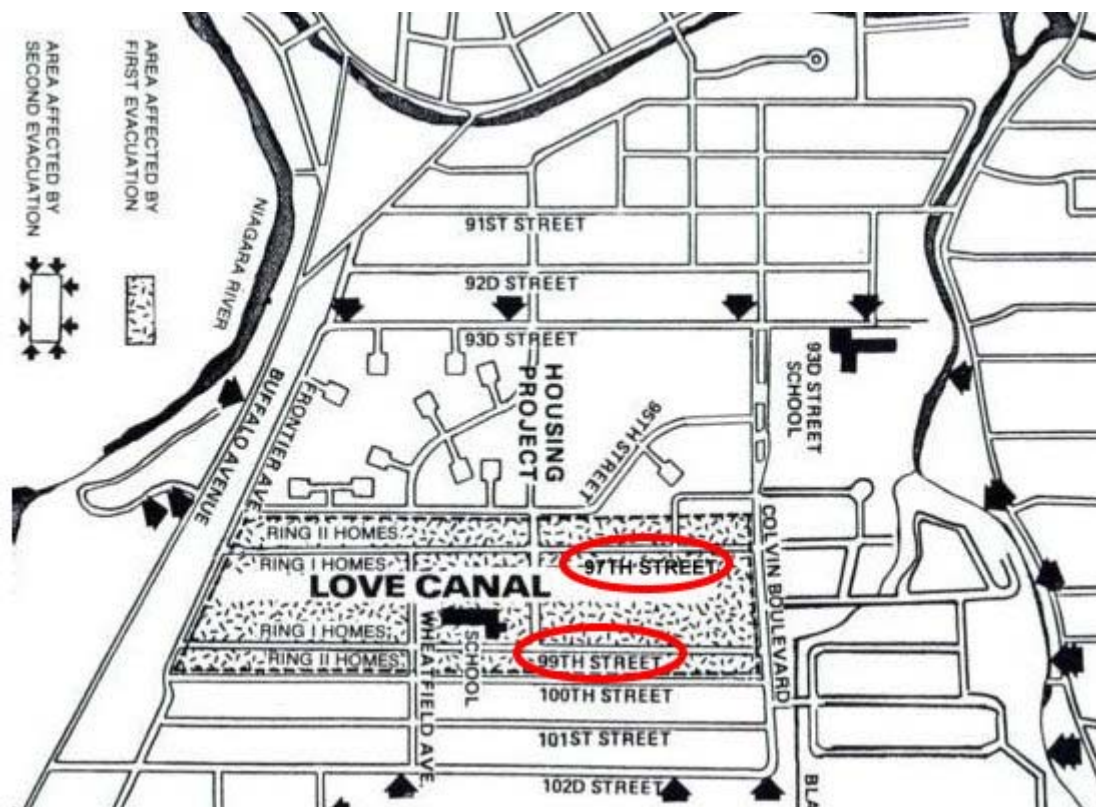 AREA AFFECTED BY
FIRST EVACUATION
AREA AFFECTED BY
SECOND EVACUATION
NIAGARA RIVER
91ST STREET
92D STREET
93D STREET
HOUSING
PROJECT
93D STREET
SCHOOL
95TH STREET
BUFFALO AVENUE
FRONTIER AVE.
COLVIN BOULEVARD
RING II HOMES
RING I HOMES
97TH STREET
LOVE CANAL
WHEATFIELD AVE.
SCHOOL
RING I HOMES
RING II HOMES
99TH STREET
100TH STREET
101ST STREET
102D STREET
BLA